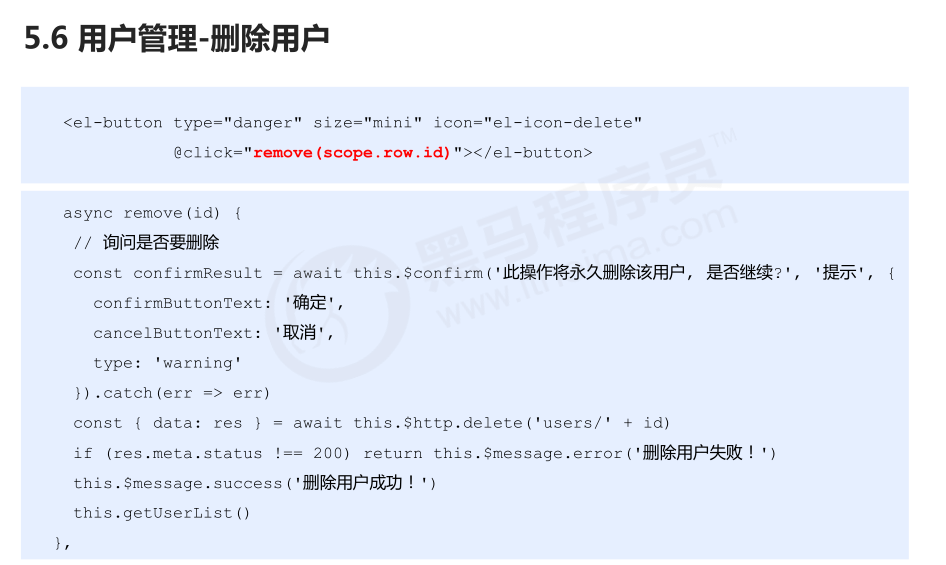 5.6 用户管理-删除用户
<el-button type="danger" size="mini" icon="el-icon-delete"
@click="remove(scope.row.id)"></el-button>
黑马程序员™
www.itheima.com
async remove(id) {
// 询问是否要删除
const confirmResult = await this.$confirm('此操作将永久删除该用户, 是否继续?', '提示', {
confirmButtonText: '确定',
cancelButtonText: '取消',
type: 'warning'
}).catch(err => err)
const { data: res } = await this.$http.delete('users/' + id)
if (res.meta.status !== 200) return this.$message.error('删除用户失败！')
this.$message.success('删除用户成功！')
this.getUserList()
},